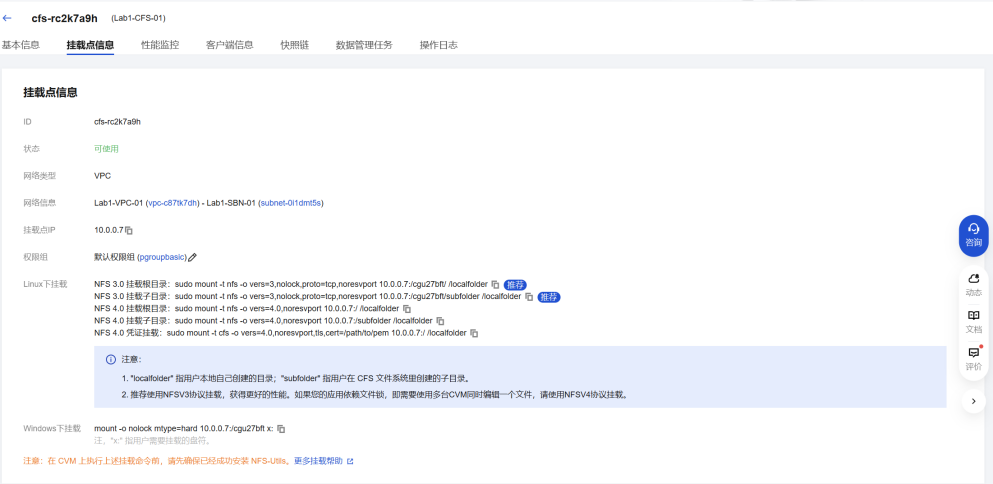 cfs-rc2k7a9h (Lab1-CFS-01)
基本信息 挂载点信息 性能监控 客户端信息 快照链 数据管理任务 操作日志
挂载点信息
ID cfs-rc2k7a9h
状态 可使用
网络类型 VPC
网络信息 Lab1-VPC-01 (vpc-c87tk7dh) - Lab1-SBN-01 (subnet-0i1dmt5s)
挂载点IP 10.0.0.7
权限组 默认权限组 (pgroupbasic)
Linux下挂载 NFS 3.0 挂载根目录：sudo mount -t nfs -o vers=3,nolock,proto=tcp,noresvport 10.0.0.7:/cgu27bft/ /localfolder 推荐
NFS 3.0 挂载子目录：sudo mount -t nfs -o vers=3,nolock,proto=tcp,noresvport 10.0.0.7:/cgu27bft/subfolder /localfolder 推荐
NFS 4.0 挂载根目录：sudo mount -t nfs -o vers=4.0,noresvport 10.0.0.7:/ /localfolder
NFS 4.0 挂载子目录：sudo mount -t nfs -o vers=4.0,noresvport 10.0.0.7:/subfolder /localfolder
NFS 4.0 凭证挂载：sudo mount -t cfs -o vers=4.0,noresvport,tls,cert=/path/to/pem 10.0.0.7:/ /localfolder
注意：
1. "localfolder" 指用户本地自己创建的目录；"subfolder" 指用户在 CFS 文件系统里创建的子目录。
2. 推荐使用NFSV3协议挂载，获得更好的性能。如果您的应用依赖文件锁，即需要使用多台CVM同时编辑一个文件，请使用NFSV4协议挂载。
Windows下挂载 mount -o nolock mtype=hard 10.0.0.7:/cgu27bft x:
注，"x:" 指用户需要挂载的盘符。
注意：在 CVM 上执行上述挂载命令前，请先确保已经成功安装 NFS-Utils。更多挂载帮助
咨询
动态
文档
评价